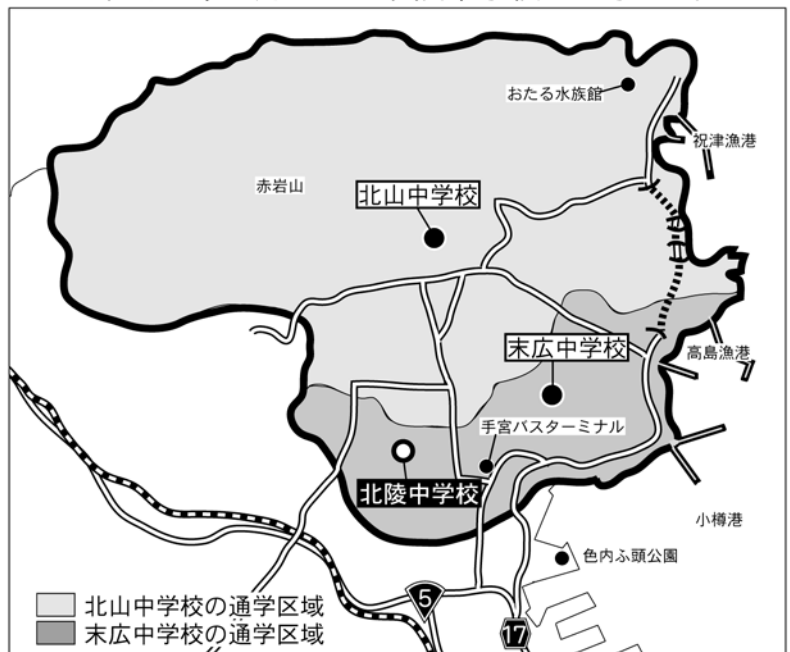 おたる水族館
祝津漁港
赤岩山
北山中学校
末広中学校
高島漁港
手宮バスターミナル
北陵中学校
小樽港
色内ふ頭公園
5
17
北山中学校の通学区域
末広中学校の通学区域